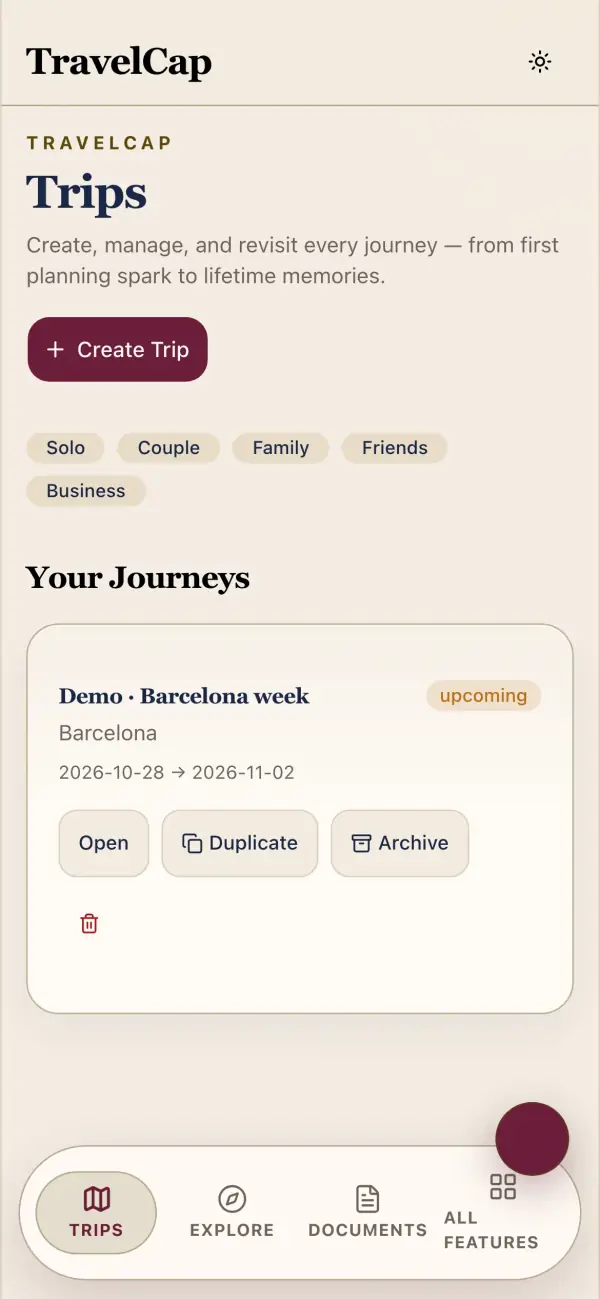 TravelCap
TRAVELCAP
Trips
Create, manage, and revisit every journey — from first
planning spark to lifetime memories.
+ Create Trip
Solo Couple Family Friends
Business
Your Journeys
Demo · Barcelona week upcoming
Barcelona
2026-10-28 → 2026-11-02
Open Duplicate Archive
TRIPS EXPLORE DOCUMENTS ALL
FEATURES